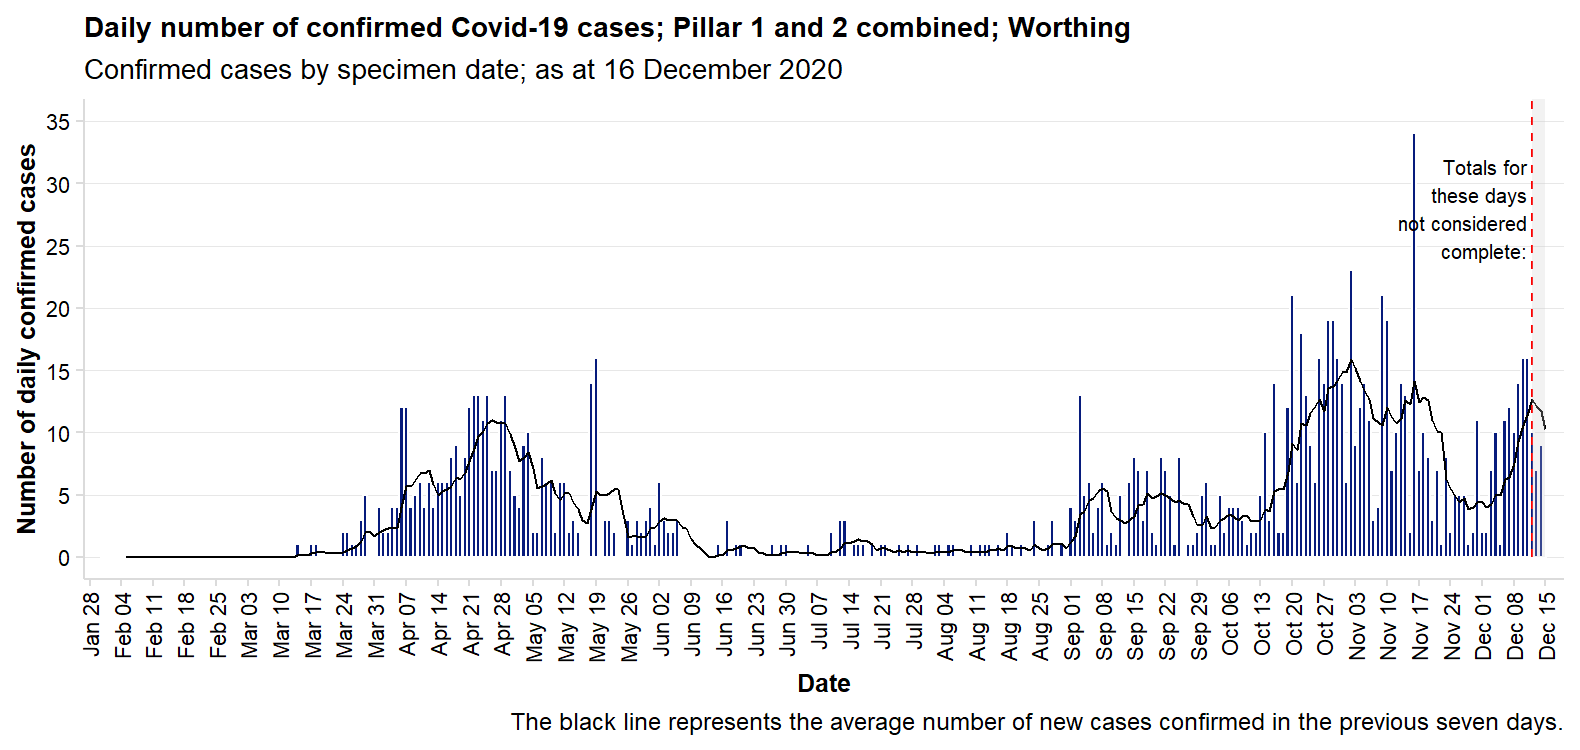 Daily number of confirmed Covid-19 cases; Pillar 1 and 2 combined; Worthing
Confirmed cases by specimen date; as at 16 December 2020
Number of daily confirmed cases
35
30
25
20
15
10
5
0
Totals for
these days
not considered
complete:
Jan 28
Feb 04
Feb 11
Feb 18
Feb 25
Mar 03
Mar 10
Mar 17
Mar 24
Mar 31
Apr 07
Apr 14
Apr 21
Apr 28
May 05
May 12
May 19
May 26
Jun 02
Jun 09
Jun 16
Jun 23
Jun 30
Jul 07
Jul 14
Jul 21
Jul 28
Aug 04
Aug 11
Aug 18
Aug 25
Sep 01
Sep 08
Sep 15
Sep 22
Sep 29
Oct 06
Oct 13
Oct 20
Oct 27
Nov 03
Nov 10
Nov 17
Nov 24
Dec 01
Dec 08
Dec 15
Date
The black line represents the average number of new cases confirmed in the previous seven days.